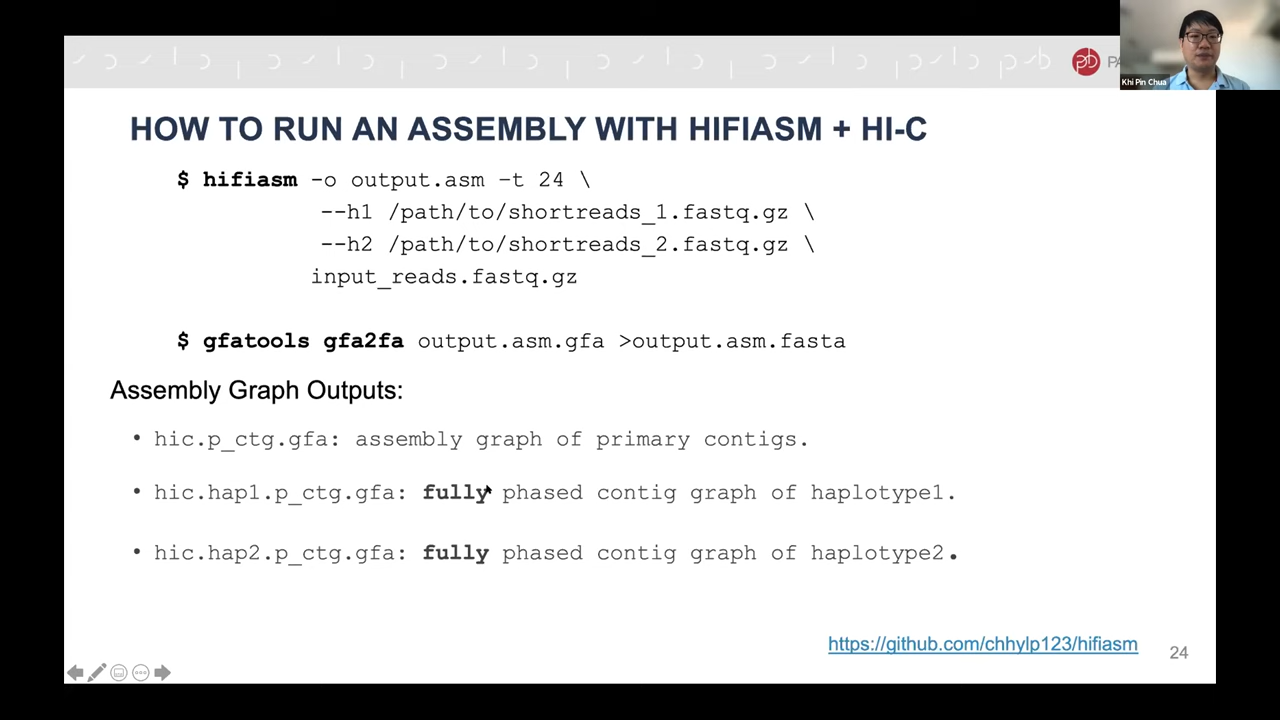 PA
Khi Pin Chua
HOW TO RUN AN ASSEMBLY WITH HIFIASM + HI-C
$ hifiasm -o output.asm –t 24 \
--h1 /path/to/shortreads_1.fastq.gz \
--h2 /path/to/shortreads_2.fastq.gz \
input_reads.fastq.gz
$ gfatools gfa2fa output.asm.gfa >output.asm.fasta
Assembly Graph Outputs:
• hic.p_ctg.gfa: assembly graph of primary contigs.
• hic.hap1.p_ctg.gfa: fully phased contig graph of haplotype1.
• hic.hap2.p_ctg.gfa: fully phased contig graph of haplotype2.
https://github.com/chhylp123/hifiasm
24